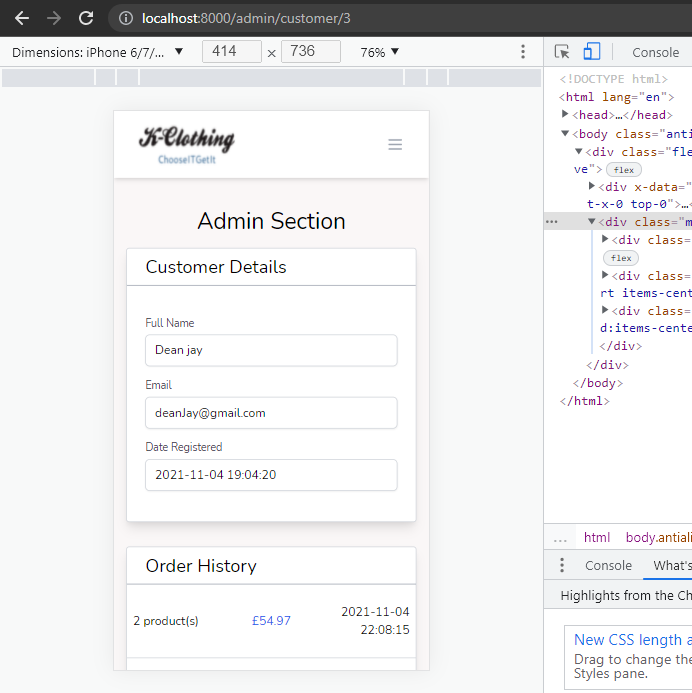 localhost:8000/admin/customer/3
Dimensions: iPhone 6/7/... ▼ 414 × 736 76% ▼
Console
<!DOCTYPE html>
<html lang="en">
<head>…</head>
<body class="anti
<div class="fle
ve"> flex
<div x-data="
t-x-0 top-0">…<
<div class="m
<div class=
flex
<div class=
rt items-cent
<div class=
d:items-cente
</div>
</div>
</body>
</html>
... html body.antiali
Console What's
Highlights from the Ch
New CSS length a
Drag to change the
Styles pane.
K-Clothing
ChooseITGetIt
Admin Section
Customer Details
Full Name
Dean jay
Email
deanJay@gmail.com
Date Registered
2021-11-04 19:04:20
Order History
2 product(s) £54.97 2021-11-04
22:08:15